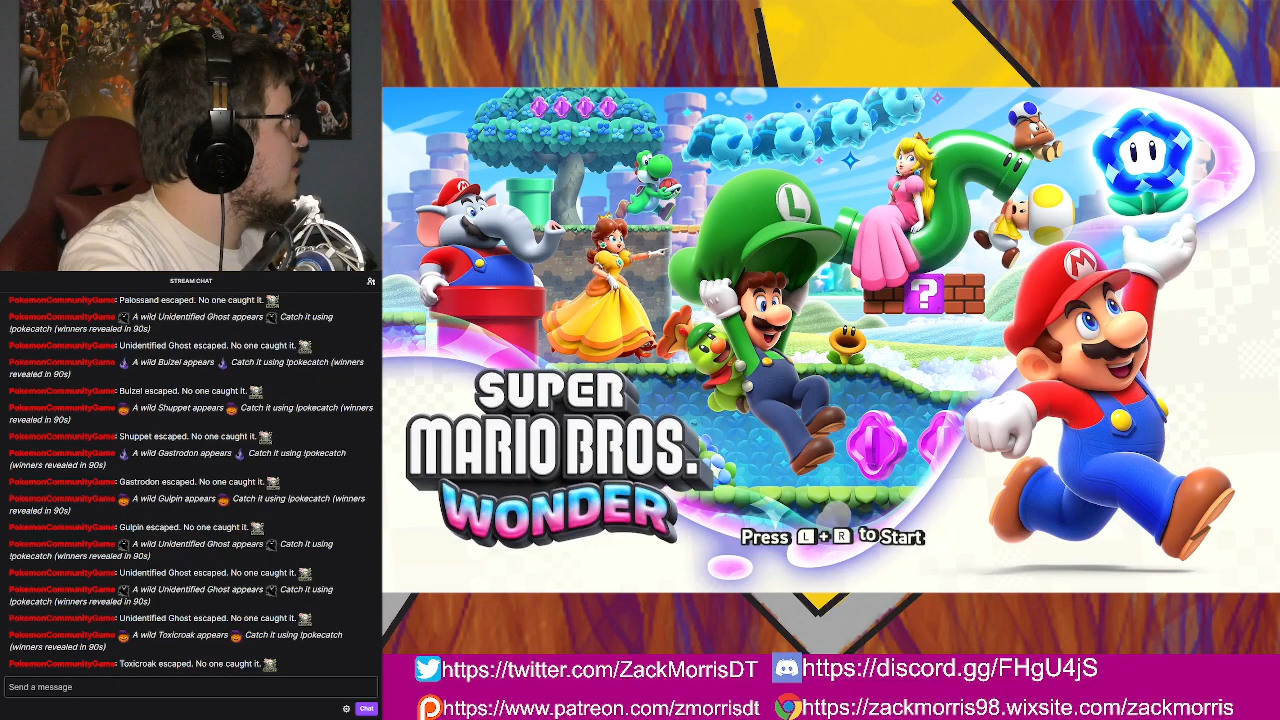 STREAM CHAT
PokemonCommunityGame: Palossand escaped. No one caught it.
PokemonCommunityGame: A wild Unidentified Ghost appears Catch it using
!pokecatch (winners revealed in 90s)
PokemonCommunityGame: Unidentified Ghost escaped. No one caught it.
PokemonCommunityGame: A wild Buizel appears Catch it using !pokecatch (winners
revealed in 90s)
PokemonCommunityGame: Buizel escaped. No one caught it.
PokemonCommunityGame: A wild Shuppet appears Catch it using !pokecatch (winners
revealed in 90s)
PokemonCommunityGame: Shuppet escaped. No one caught it.
PokemonCommunityGame: A wild Gastrodon appears Catch it using !pokecatch
(winners revealed in 90s)
PokemonCommunityGame: Gastrodon escaped. No one caught it.
PokemonCommunityGame: A wild Gulpin appears Catch it using !pokecatch (winners
revealed in 90s)
PokemonCommunityGame: Gulpin escaped. No one caught it.
PokemonCommunityGame: A wild Unidentified Ghost appears Catch it using
!pokecatch (winners revealed in 90s)
PokemonCommunityGame: Unidentified Ghost escaped. No one caught it.
PokemonCommunityGame: A wild Unidentified Ghost appears Catch it using
!pokecatch (winners revealed in 90s)
PokemonCommunityGame: Unidentified Ghost escaped. No one caught it.
PokemonCommunityGame: A wild Toxicroak appears Catch it using !pokecatch
(winners revealed in 90s)
PokemonCommunityGame: Toxicroak escaped. No one caught it.
Send a message
Chat
L
M
?
M
SUPER
MARIO BROS.
WONDER
Press L + R to Start
https://twitter.com/ZackMorrisDT
https://discord.gg/FHgU4jS
https://www.patreon.com/zmorrisdt
https://zackmorris98.wixsite.com/zackmorris